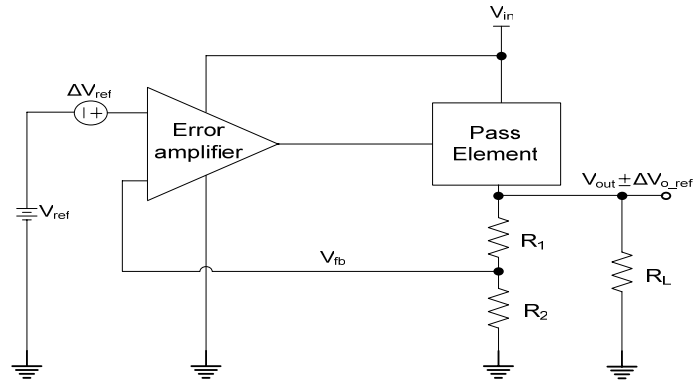 Vin
ΔVref
Error
amplifier
Pass
Element
Vout ± ΔVo_ref
Vref
R1
Vfb
RL
R2